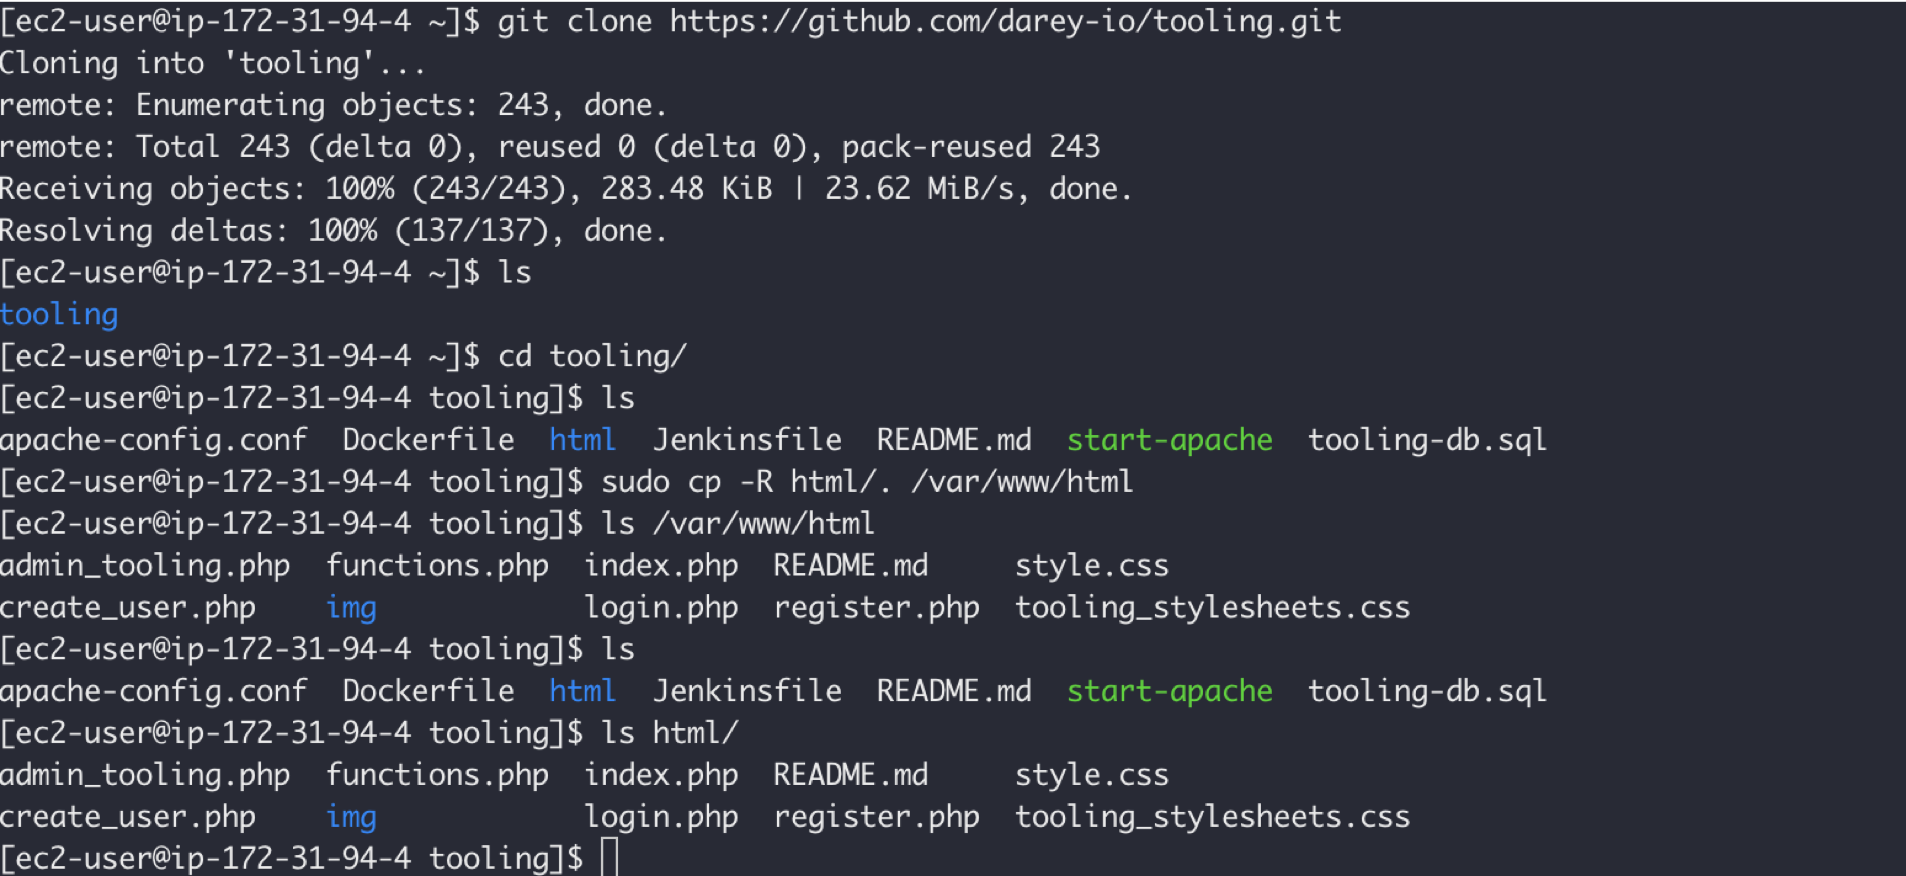 [ec2-user@ip-172-31-94-4 ~]$ git clone https://github.com/darey-io/tooling.git
Cloning into 'tooling'...
remote: Enumerating objects: 243, done.
remote: Total 243 (delta 0), reused 0 (delta 0), pack-reused 243
Receiving objects: 100% (243/243), 283.48 KiB | 23.62 MiB/s, done.
Resolving deltas: 100% (137/137), done.
[ec2-user@ip-172-31-94-4 ~]$ ls
tooling
[ec2-user@ip-172-31-94-4 ~]$ cd tooling/
[ec2-user@ip-172-31-94-4 tooling]$ ls
apache-config.conf  Dockerfile  html  Jenkinsfile  README.md  start-apache  tooling-db.sql
[ec2-user@ip-172-31-94-4 tooling]$ sudo cp -R html/. /var/www/html
[ec2-user@ip-172-31-94-4 tooling]$ ls /var/www/html
admin_tooling.php  functions.php  index.php  README.md     style.css
create_user.php    img            login.php  register.php  tooling_stylesheets.css
[ec2-user@ip-172-31-94-4 tooling]$ ls
apache-config.conf  Dockerfile  html  Jenkinsfile  README.md  start-apache  tooling-db.sql
[ec2-user@ip-172-31-94-4 tooling]$ ls html/
admin_tooling.php  functions.php  index.php  README.md     style.css
create_user.php    img            login.php  register.php  tooling_stylesheets.css
[ec2-user@ip-172-31-94-4 tooling]$